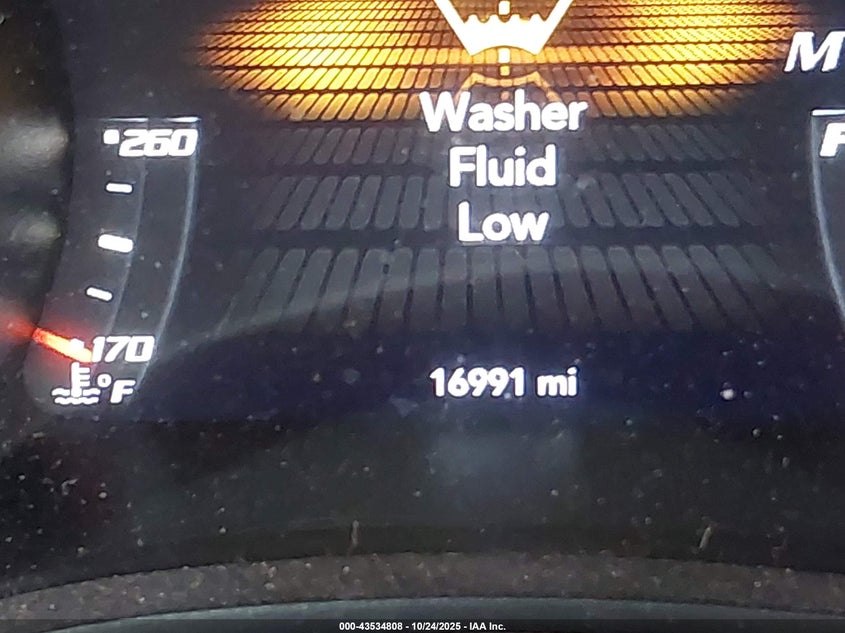 M
Washer
Fluid
Low
260
F
170
°F
16991 mi
000-43534808 - 10/24/2025 - IAA Inc.